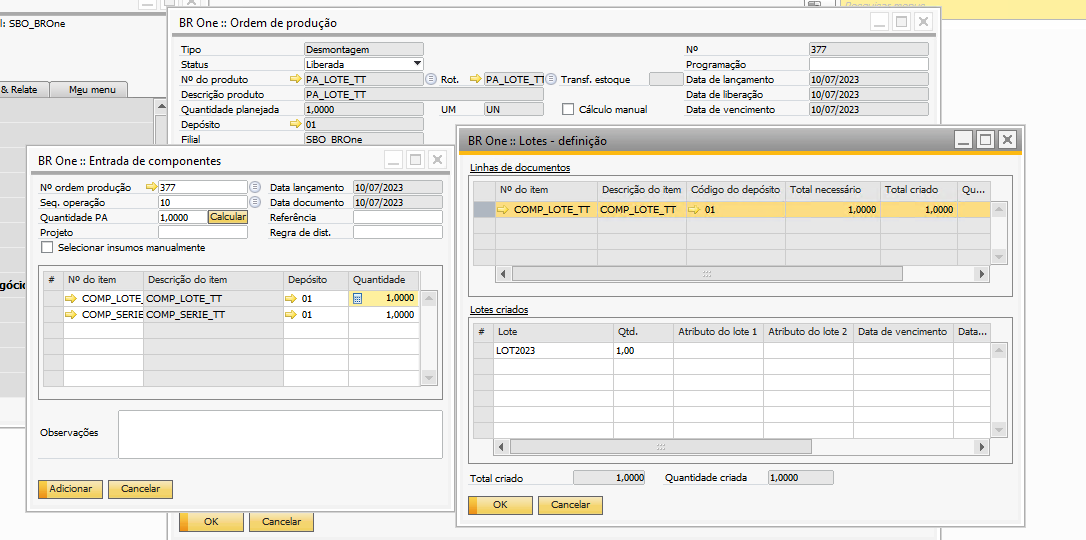 l: SBO_BROne
Pesquisar menus
& Relate
Meu menu
gócio
BR One :: Ordem de produção
Tipo Desmontagem Nº 377
Status Liberada Programação
Nº do produto PA_LOTE_TT Rot. PA_LOTE_TT Transf. estoque Data de lançamento 10/07/2023
Descrição produto PA_LOTE_TT Data de liberação 10/07/2023
Quantidade planejada 1,0000 UM UN Cálculo manual Data de vencimento 10/07/2023
Depósito 01
Filial SBO_BROne
OK Cancelar
BR One :: Entrada de componentes
Nº ordem produção 377 Data lançamento 10/07/2023
Seq. operação 10 Data documento 10/07/2023
Quantidade PA 1,0000 Calcular Referência
Projeto Regra de dist.
Selecionar insumos manualmente
# Nº do item Descrição do item Depósito Quantidade
COMP_LOTE_ COMP_LOTE_TT 01 1,0000
COMP_SERIE COMP_SERIE_TT 01 1,0000
Observações
Adicionar Cancelar
BR One :: Lotes - definição
Linhas de documentos
Nº do item Descrição do item Código do depósito Total necessário Total criado Qu...
COMP_LOTE_TT COMP_LOTE_TT 01 1,0000 1,0000
Lotes criados
# Lote Qtd. Atributo do lote 1 Atributo do lote 2 Data de vencimento Data...
LOT2023 1,00
Total criado 1,0000 Quantidade criada 1,0000
OK Cancelar